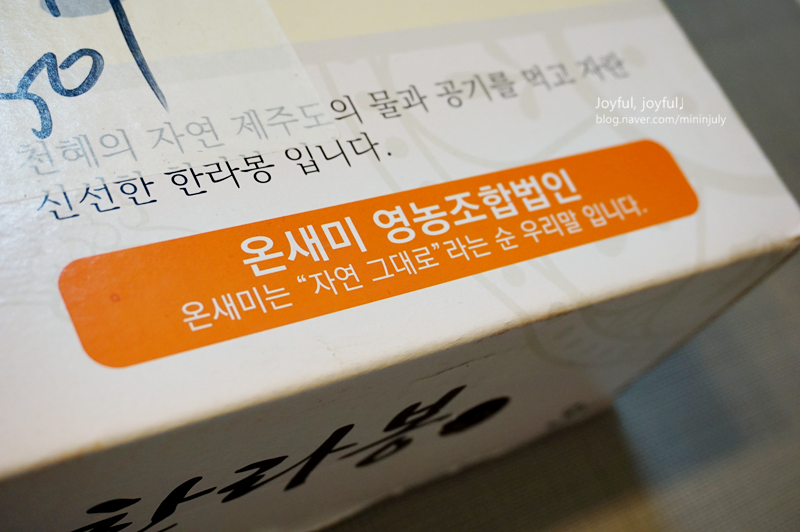 천혜의 자연 제주도의 물과 공기를 먹고 자란
Joyful, joyful」
blog.naver.com/mininjuly
신선한 한라몽 입니다.
온새미 영농조합법인
온새미는 “자연 그대로”라는 순 우리말 입니다.
한라봉